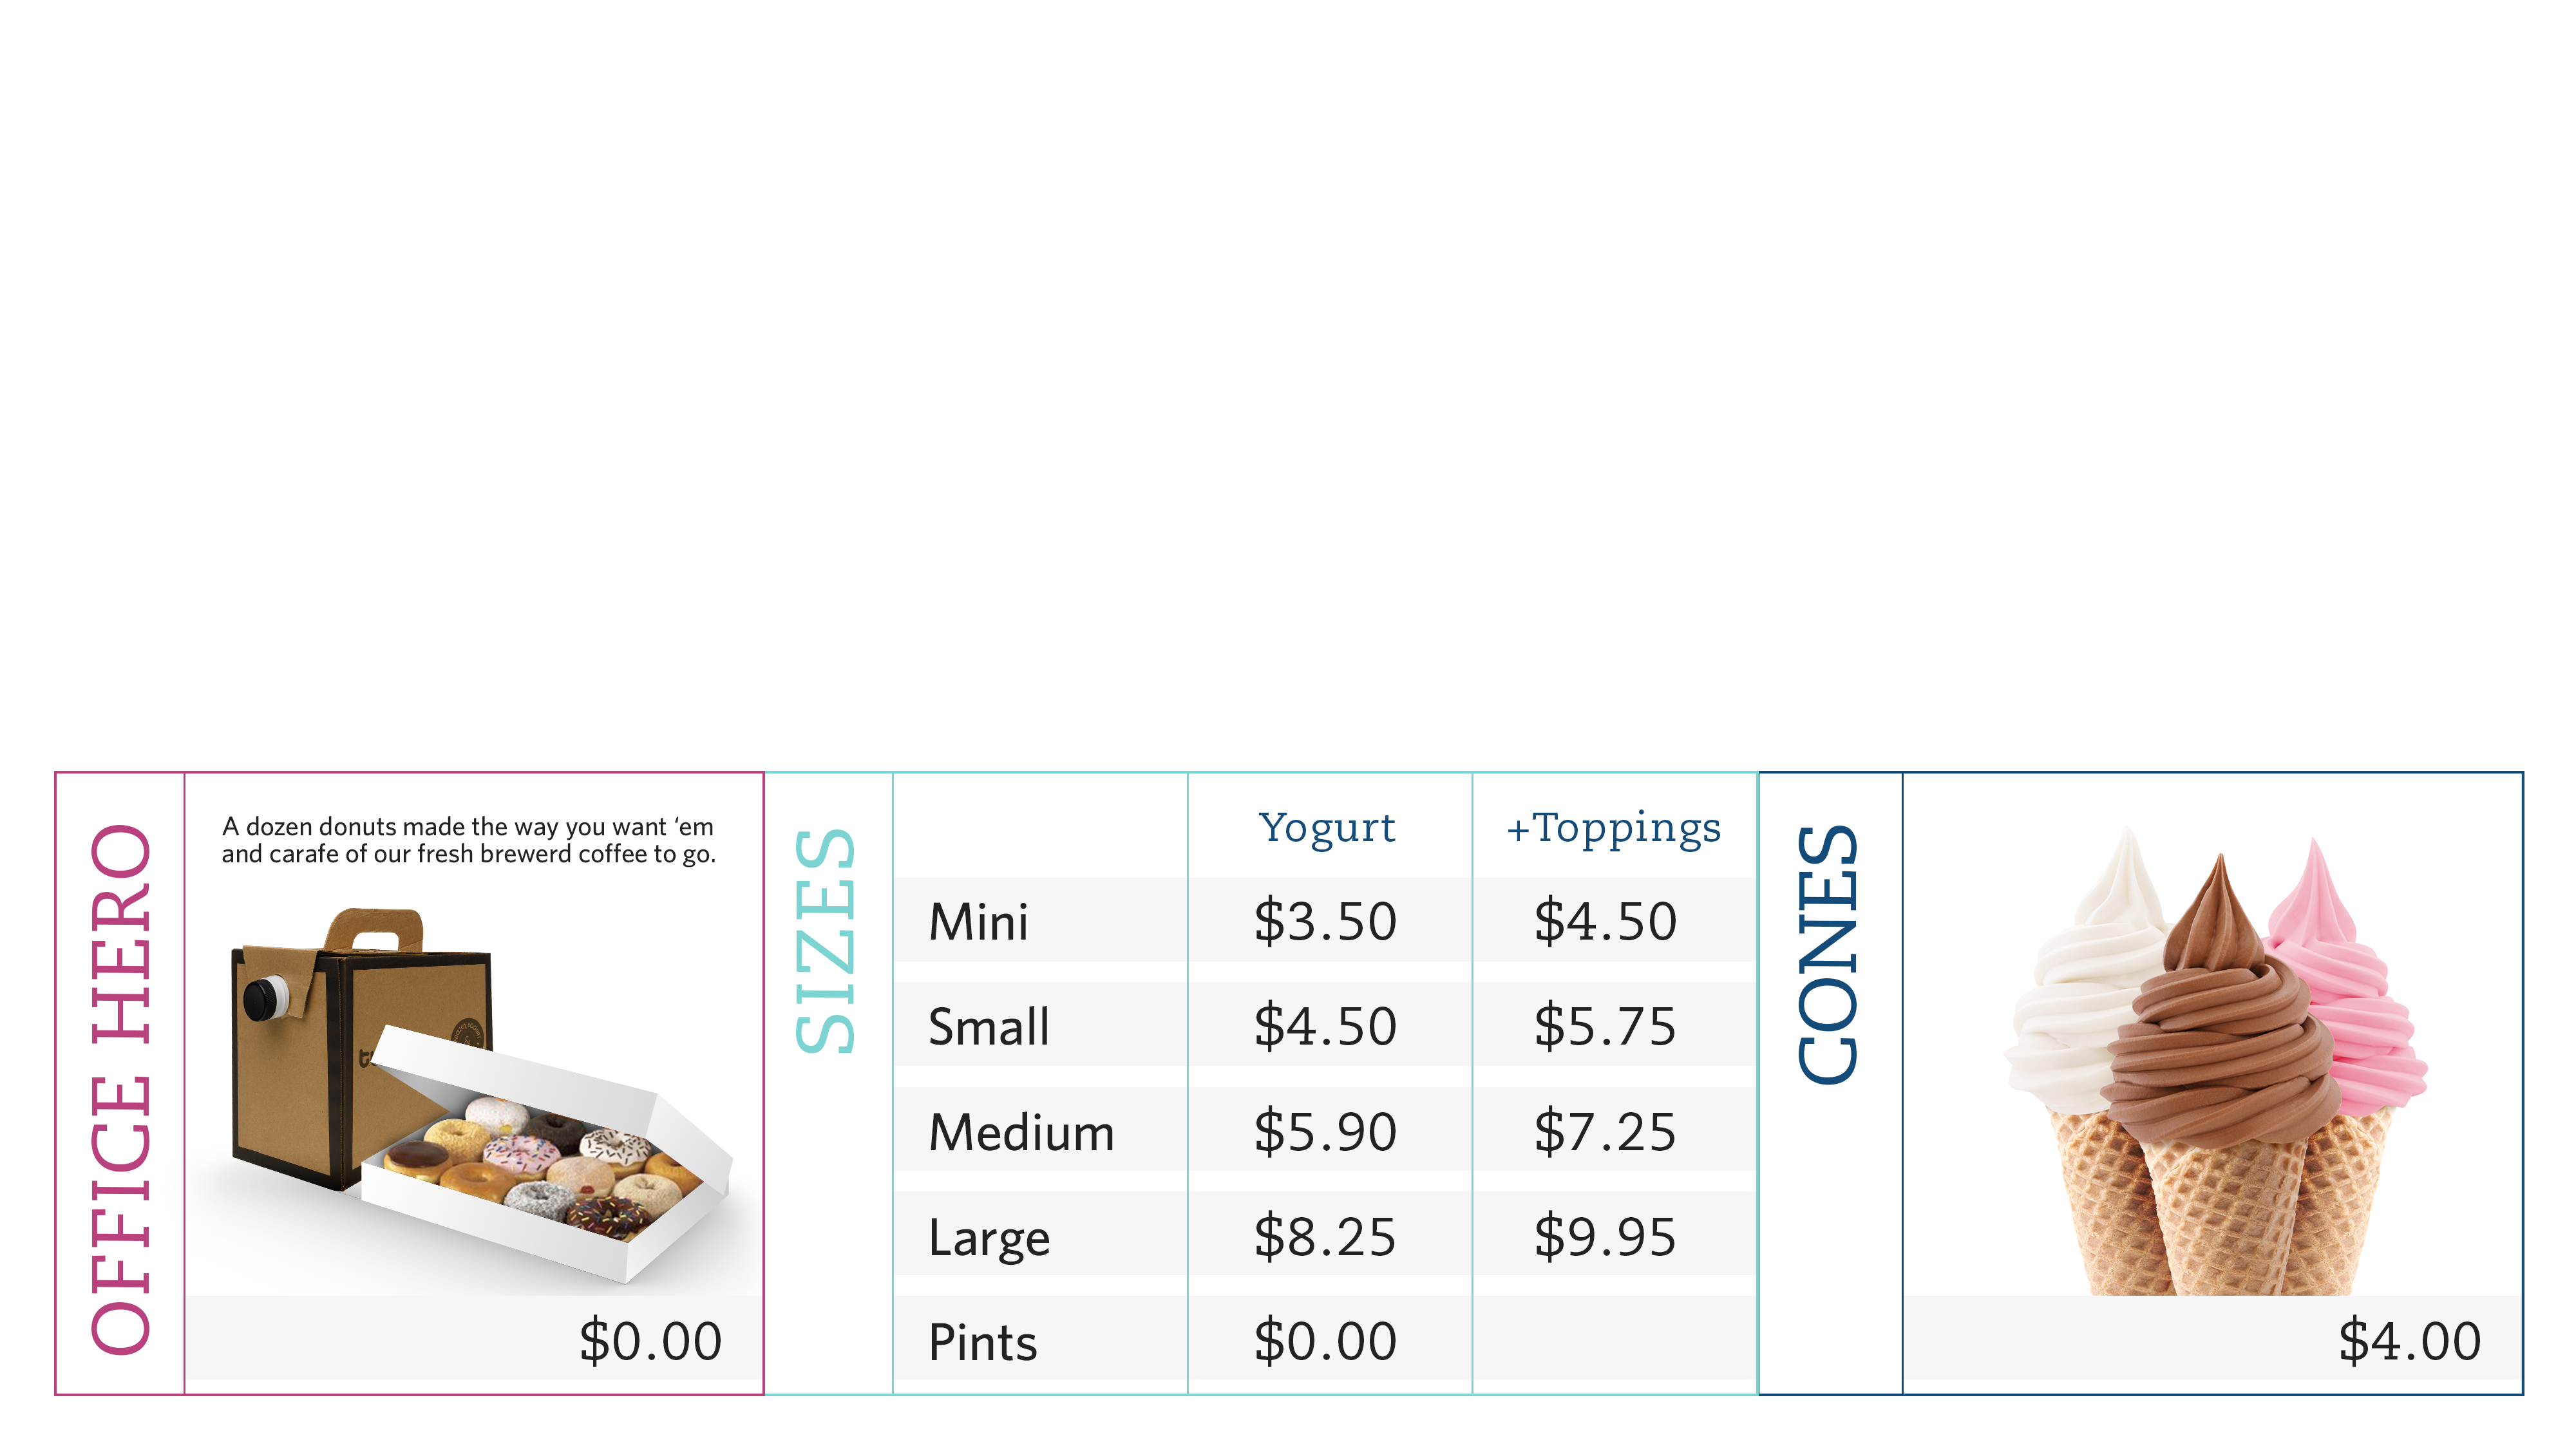 OFFICE HERO
A dozen donuts made the way you want ‘em
and carafe of our fresh brewerd coffee to go.
$0.00
SIZES
Yogurt +Toppings
Mini $3.50 $4.50
Small $4.50 $5.75
Medium $5.90 $7.25
Large $8.25 $9.95
Pints $0.00
CONES
$4.00